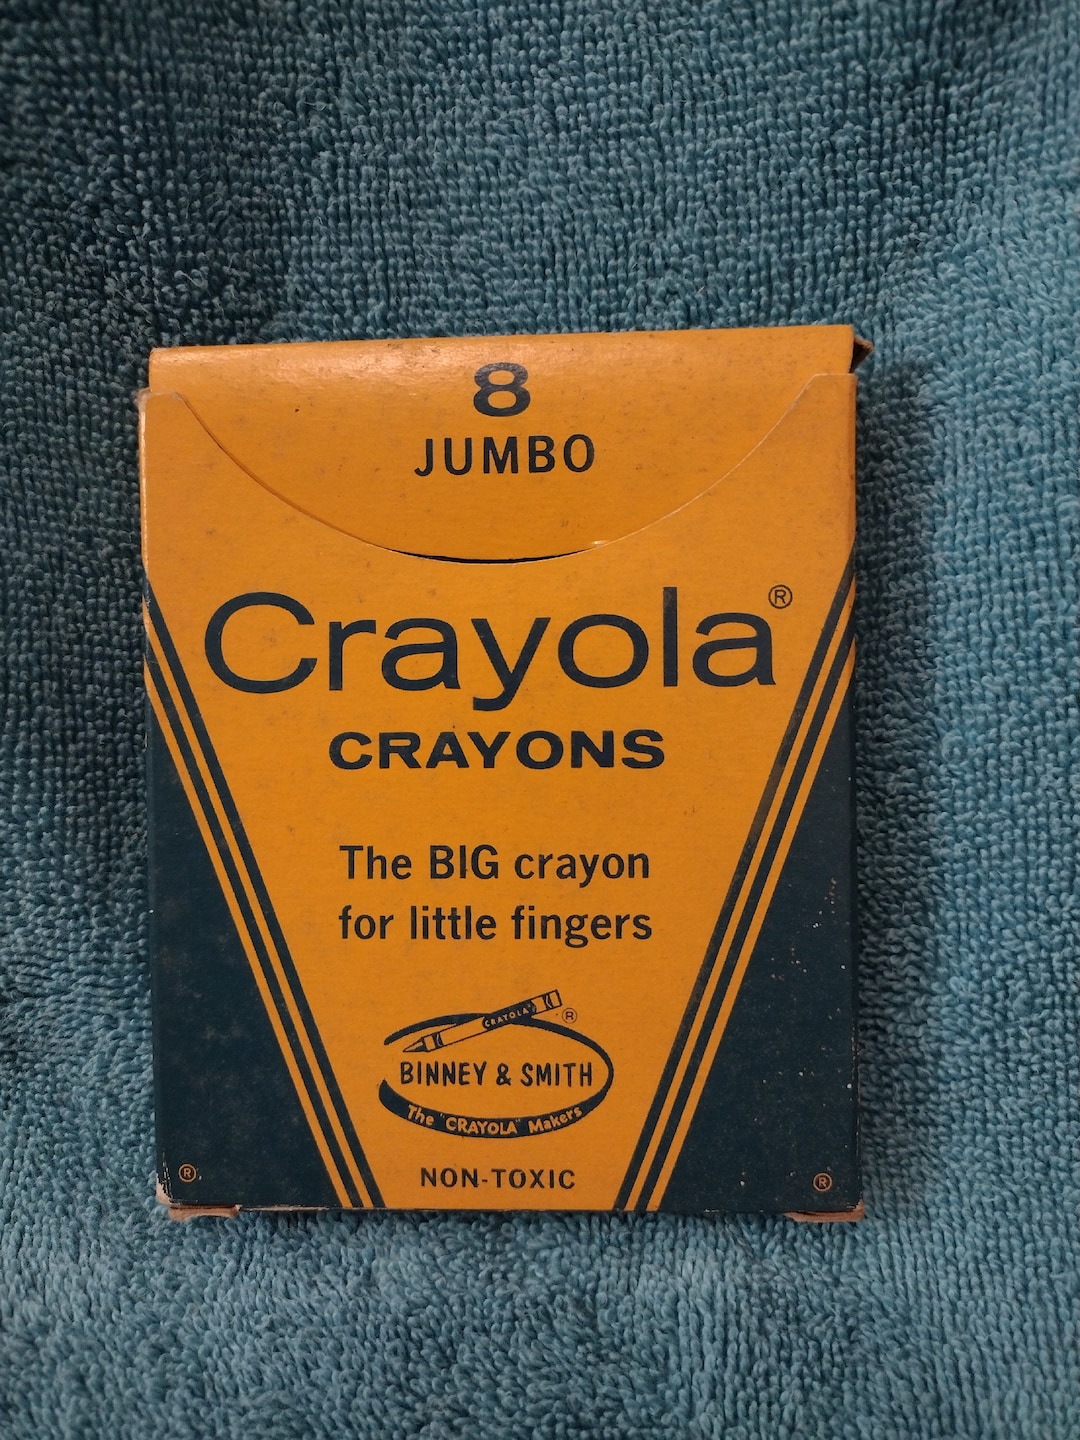 8
JUMBO
Crayola®
CRAYONS
The BIG crayon
for little fingers
CRAYOLA ®
BINNEY & SMITH
The "CRAYOLA" Makers
NON-TOXIC
® ®